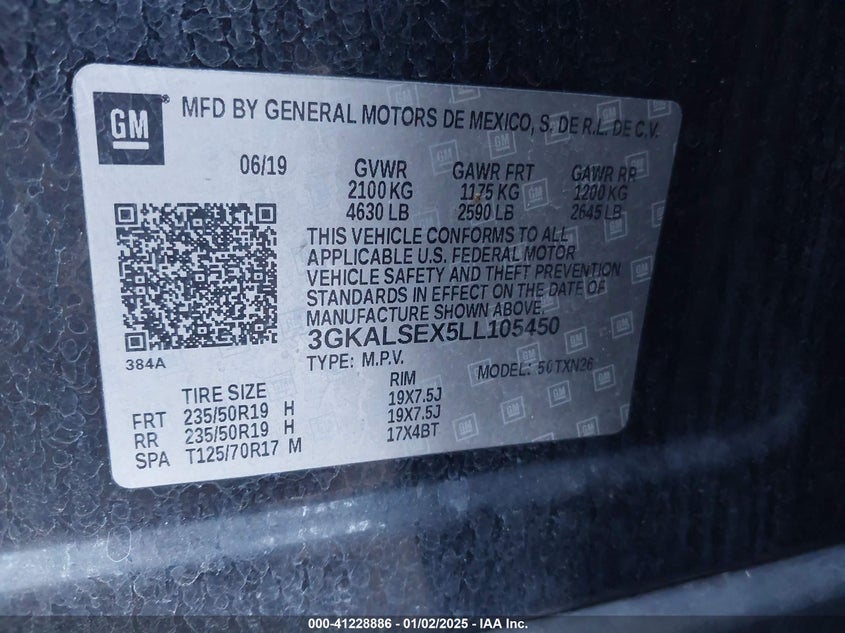 GM ® MFD BY GENERAL MOTORS DE MEXICO, S. DE R.L. DE C.V.
06/19 GVWR GAWR FRT GAWR RR
2100 KG 1175 KG 1200 KG
4630 LB 2590 LB 2645 LB
THIS VEHICLE CONFORMS TO ALL
APPLICABLE U.S. FEDERAL MOTOR
VEHICLE SAFETY AND THEFT PREVENTION
STANDARDS IN EFFECT ON THE DATE OF
MANUFACTURE SHOWN ABOVE.
3GKALSEX5LL105450
384A
TYPE: M.P.V. MODEL: 50TXN26
TIRE SIZE RIM
FRT 235/50R19 H 19X7.5J
RR 235/50R19 H 19X7.5J
SPA T125/70R17 M 17X4BT
000-41228886 - 01/02/2025 - IAA Inc.